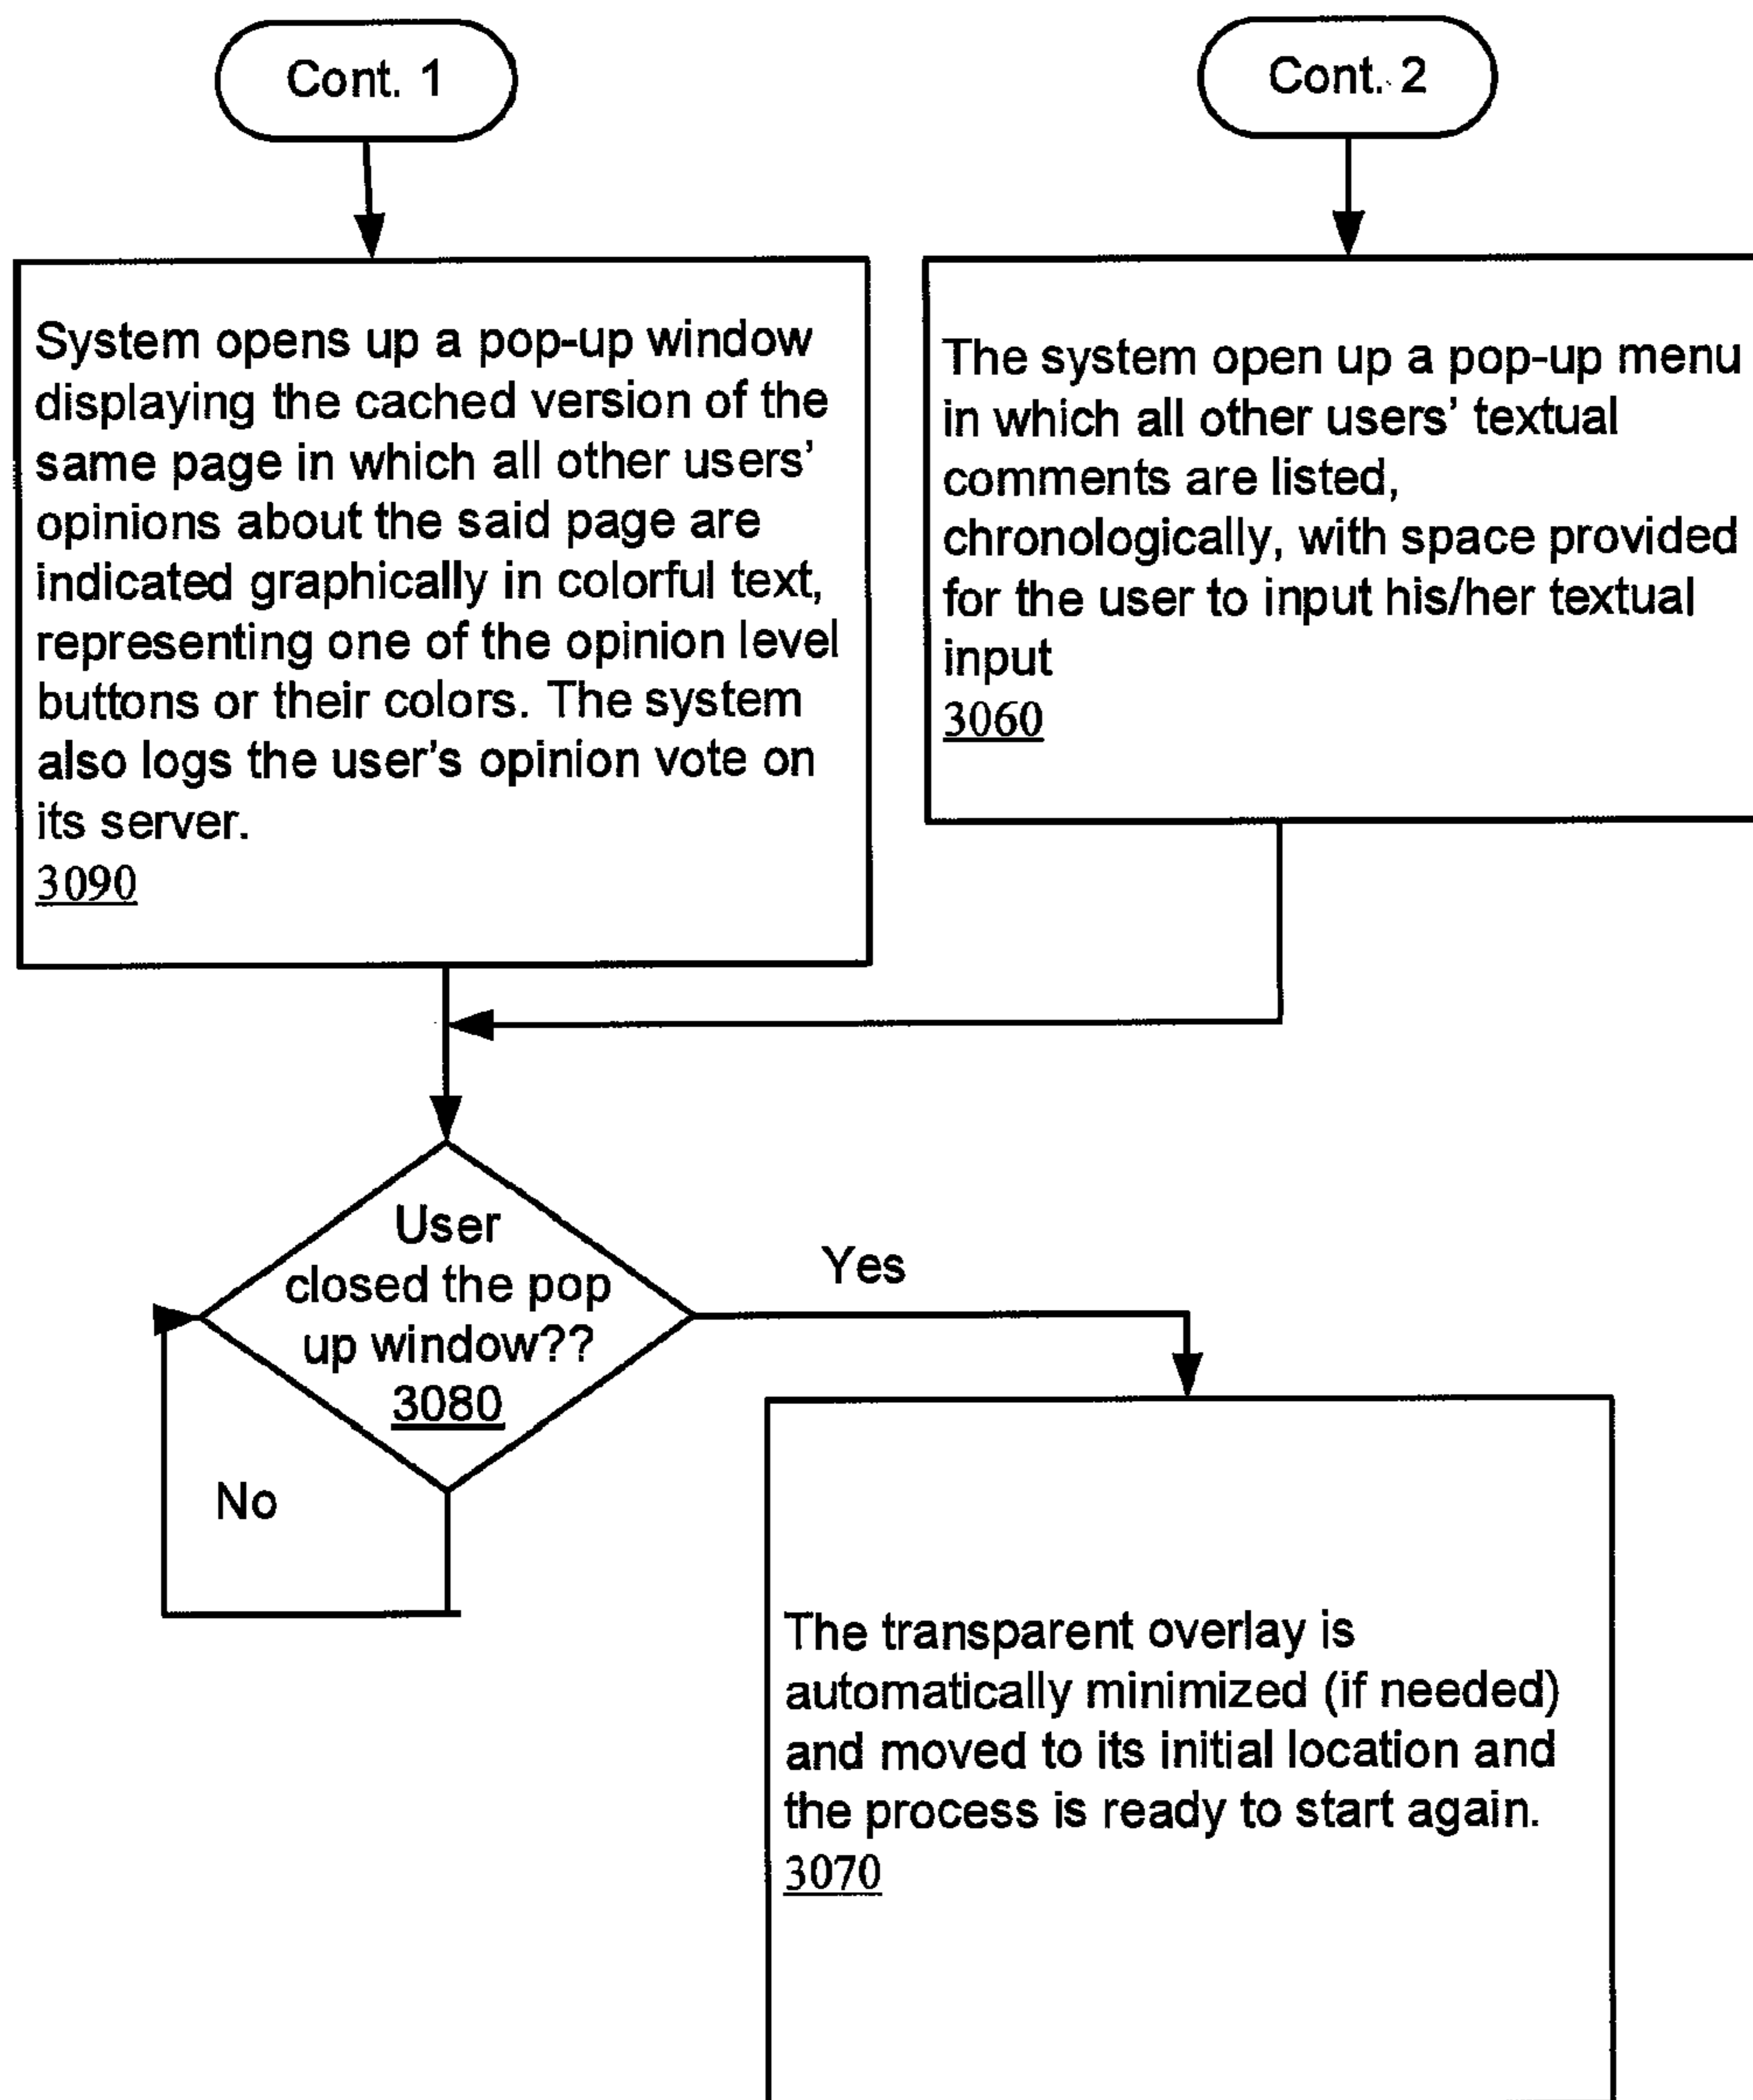 Cont. 1
Cont. 2
System opens up a pop-up window
displaying the cached version of the
same page in which all other users’
opinions about the said page are
indicated graphically in colorful text,
representing one of the opinion level
buttons or their colors. The system
also logs the user’s opinion vote on
its server.
3090
The system open up a pop-up menu
in which all other users’ textual
comments are listed,
chronologically, with space provided
for the user to input his/her textual
input
3060
User
closed the pop
up window??
3080
Yes
No
The transparent overlay is
automatically minimized (if needed)
and moved to its initial location and
the process is ready to start again.
3070